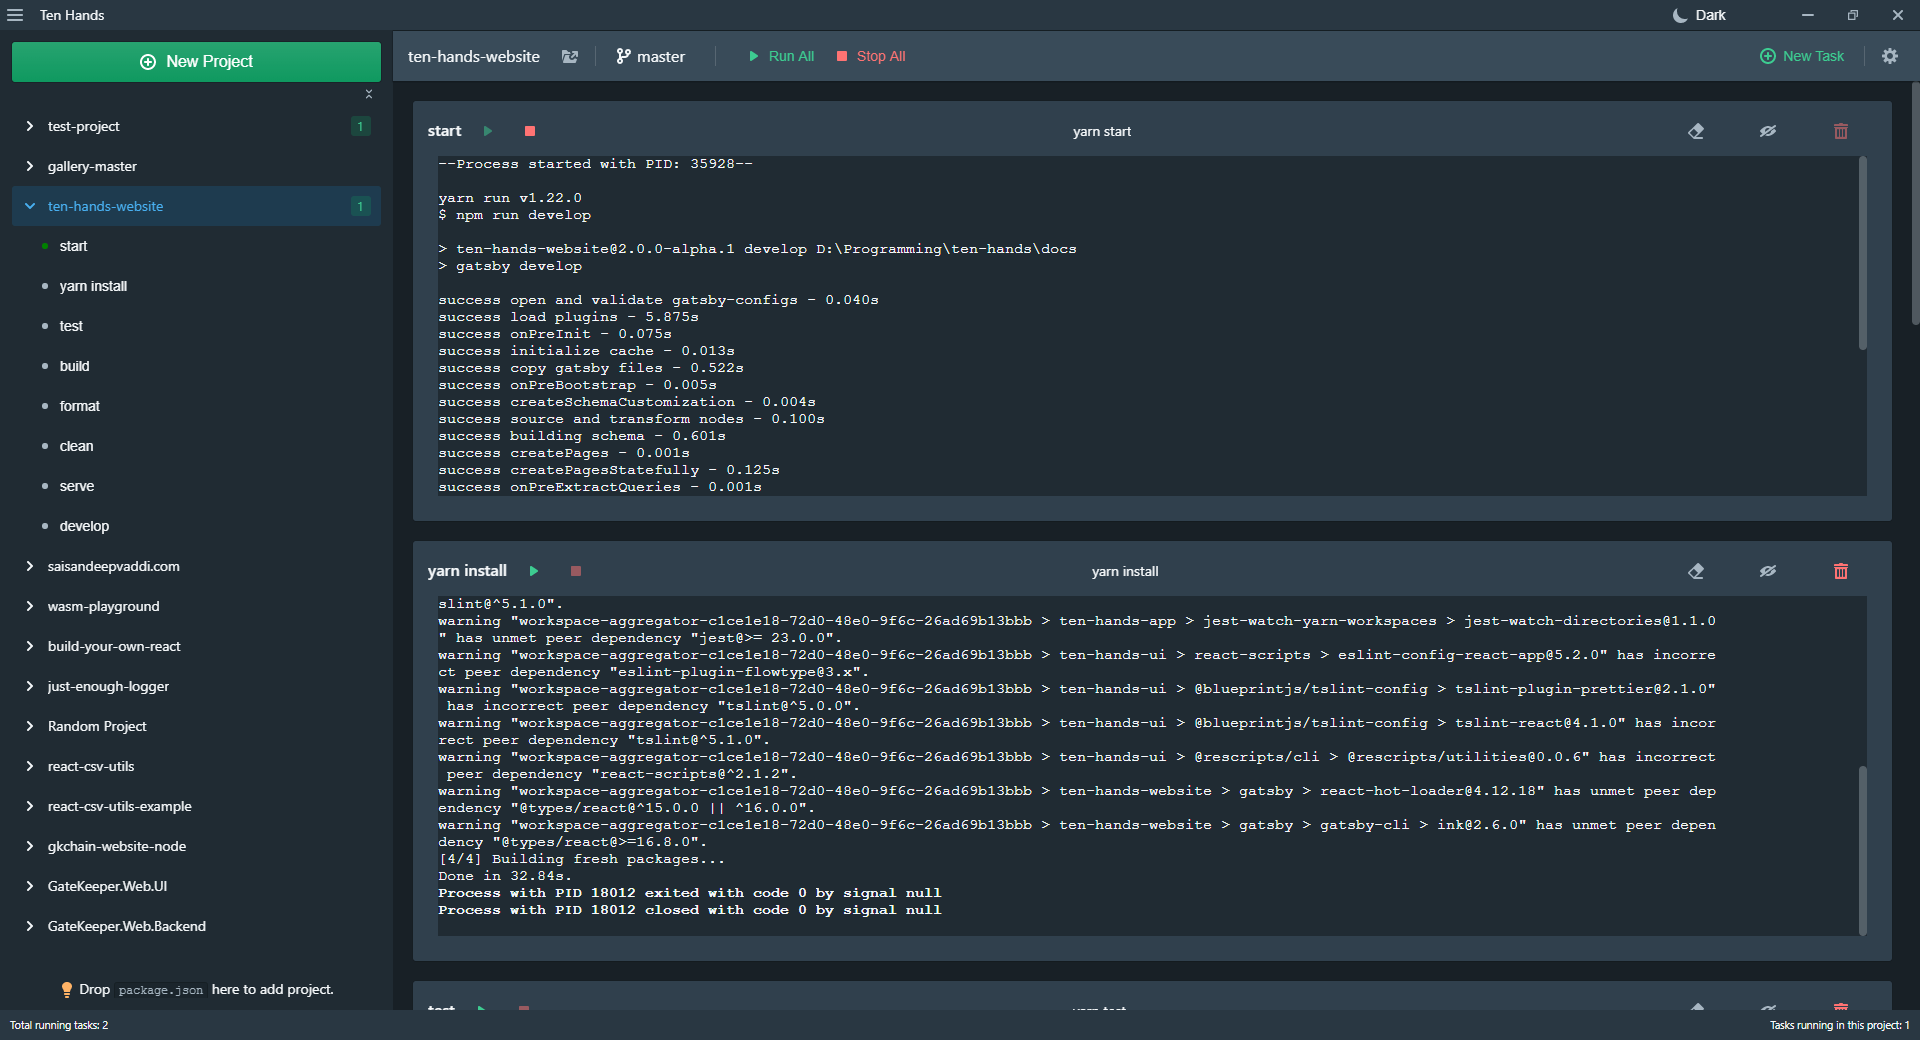 Ten Hands
Dark
New Project
ten-hands-website
master
Run All
Stop All
New Task
test-project 1
gallery-master
ten-hands-website 1
start
yarn install
test
build
format
clean
serve
develop
saisandeepvaddi.com
wasm-playground
build-your-own-react
just-enough-logger
Random Project
react-csv-utils
react-csv-utils-example
gkchain-website-node
GateKeeper.Web.UI
GateKeeper.Web.Backend
Drop package.json here to add project.
start
yarn start
--Process started with PID: 35928--
yarn run v1.22.0
$ npm run develop
> ten-hands-website@2.0.0-alpha.1 develop D:\Programming\ten-hands\docs
> gatsby develop
success open and validate gatsby-configs - 0.040s
success load plugins - 5.875s
success onPreInit - 0.075s
success initialize cache - 0.013s
success copy gatsby files - 0.522s
success onPreBootstrap - 0.005s
success createSchemaCustomization - 0.004s
success source and transform nodes - 0.100s
success building schema - 0.601s
success createPages - 0.001s
success createPagesStatefully - 0.125s
success onPreExtractQueries - 0.001s
yarn install
yarn install
slint@^5.1.0".
warning "workspace-aggregator-c1ce1e18-72d0-48e0-9f6c-26ad69b13bbb > ten-hands-app > jest-watch-yarn-workspaces > jest-watch-directories@1.1.0
" has unmet peer dependency "jest@>= 23.0.0".
warning "workspace-aggregator-c1ce1e18-72d0-48e0-9f6c-26ad69b13bbb > ten-hands-ui > react-scripts > eslint-config-react-app@5.2.0" has incorre
ct peer dependency "eslint-plugin-flowtype@3.x".
warning "workspace-aggregator-c1ce1e18-72d0-48e0-9f6c-26ad69b13bbb > ten-hands-ui > @blueprintjs/tslint-config > tslint-plugin-prettier@2.1.0"
has incorrect peer dependency "tslint@^5.0.0".
warning "workspace-aggregator-c1ce1e18-72d0-48e0-9f6c-26ad69b13bbb > ten-hands-ui > @blueprintjs/tslint-config > tslint-react@4.1.0" has incor
rect peer dependency "tslint@^5.1.0".
warning "workspace-aggregator-c1ce1e18-72d0-48e0-9f6c-26ad69b13bbb > ten-hands-ui > @rescripts/cli > @rescripts/utilities@0.0.6" has incorrect
peer dependency "react-scripts@^2.1.2".
warning "workspace-aggregator-c1ce1e18-72d0-48e0-9f6c-26ad69b13bbb > ten-hands-website > gatsby > react-hot-loader@4.12.18" has unmet peer dep
endency "@types/react@^15.0.0 || ^16.0.0".
warning "workspace-aggregator-c1ce1e18-72d0-48e0-9f6c-26ad69b13bbb > ten-hands-website > gatsby > gatsby-cli > ink@2.6.0" has unmet peer depen
dency "@types/react@>=16.8.0".
[4/4] Building fresh packages...
Done in 32.84s.
Process with PID 18012 exited with code 0 by signal null
Process with PID 18012 closed with code 0 by signal null
test
yarn test
Total running tasks: 2
Tasks running in this project: 1